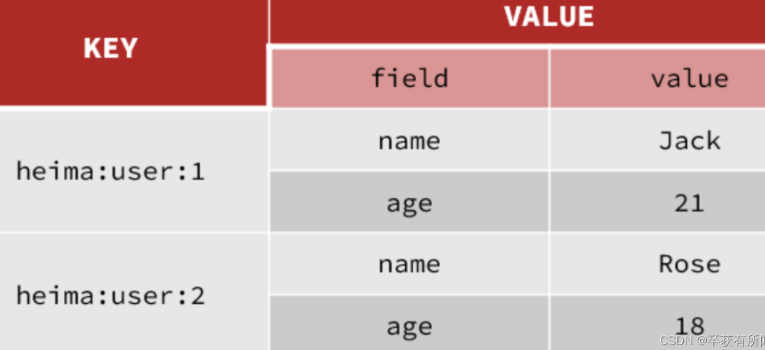 KEY
VALUE
field value
heima:user:1
name Jack
age 21
heima:user:2
name Rose
age 18
CSDN @卒获有所闻